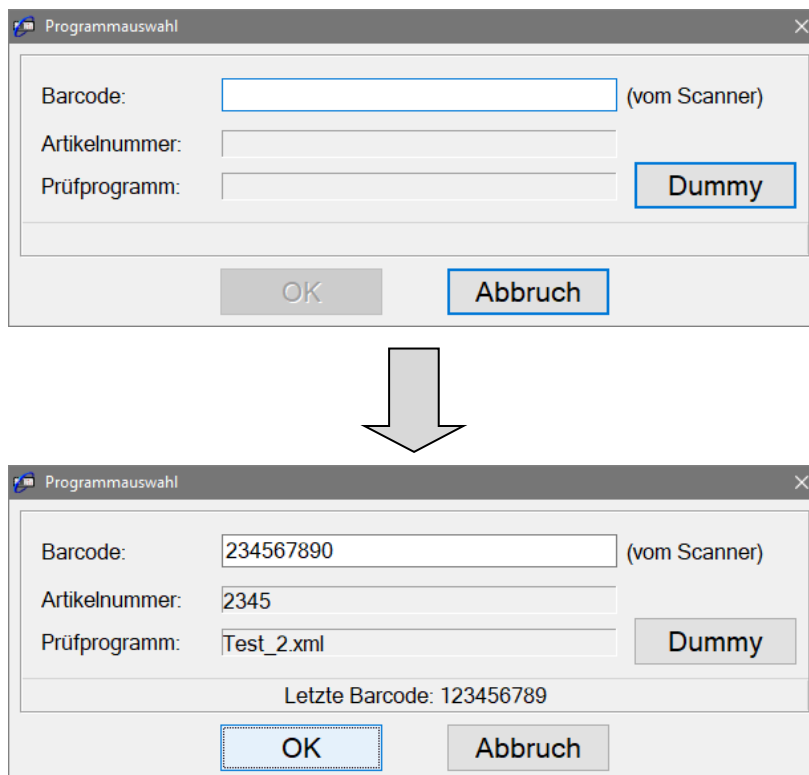 Programmauswahl
Barcode: (vom Scanner)
Artikelnummer:
Prüfprogramm: Dummy
OK Abbruch
Programmauswahl
Barcode: 234567890 (vom Scanner)
Artikelnummer: 2345
Prüfprogramm: Test_2.xml Dummy
Letzte Barcode: 123456789
OK Abbruch